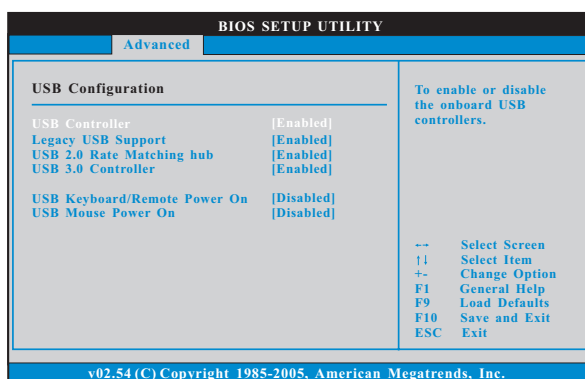 BIOS SETUP UTILITY
Advanced
USB Configuration
USB Controller [Enabled]
Legacy USB Support [Enabled]
USB 2.0 Rate Matching hub [Enabled]
USB 3.0 Controller [Enabled]
USB Keyboard/Remote Power On [Disabled]
USB Mouse Power On [Disabled]
To enable or disable
the onboard USB
controllers.
←→ Select Screen
↑↓ Select Item
+- Change Option
F1 General Help
F9 Load Defaults
F10 Save and Exit
ESC Exit
v02.54 (C) Copyright 1985-2005, American Megatrends, Inc.